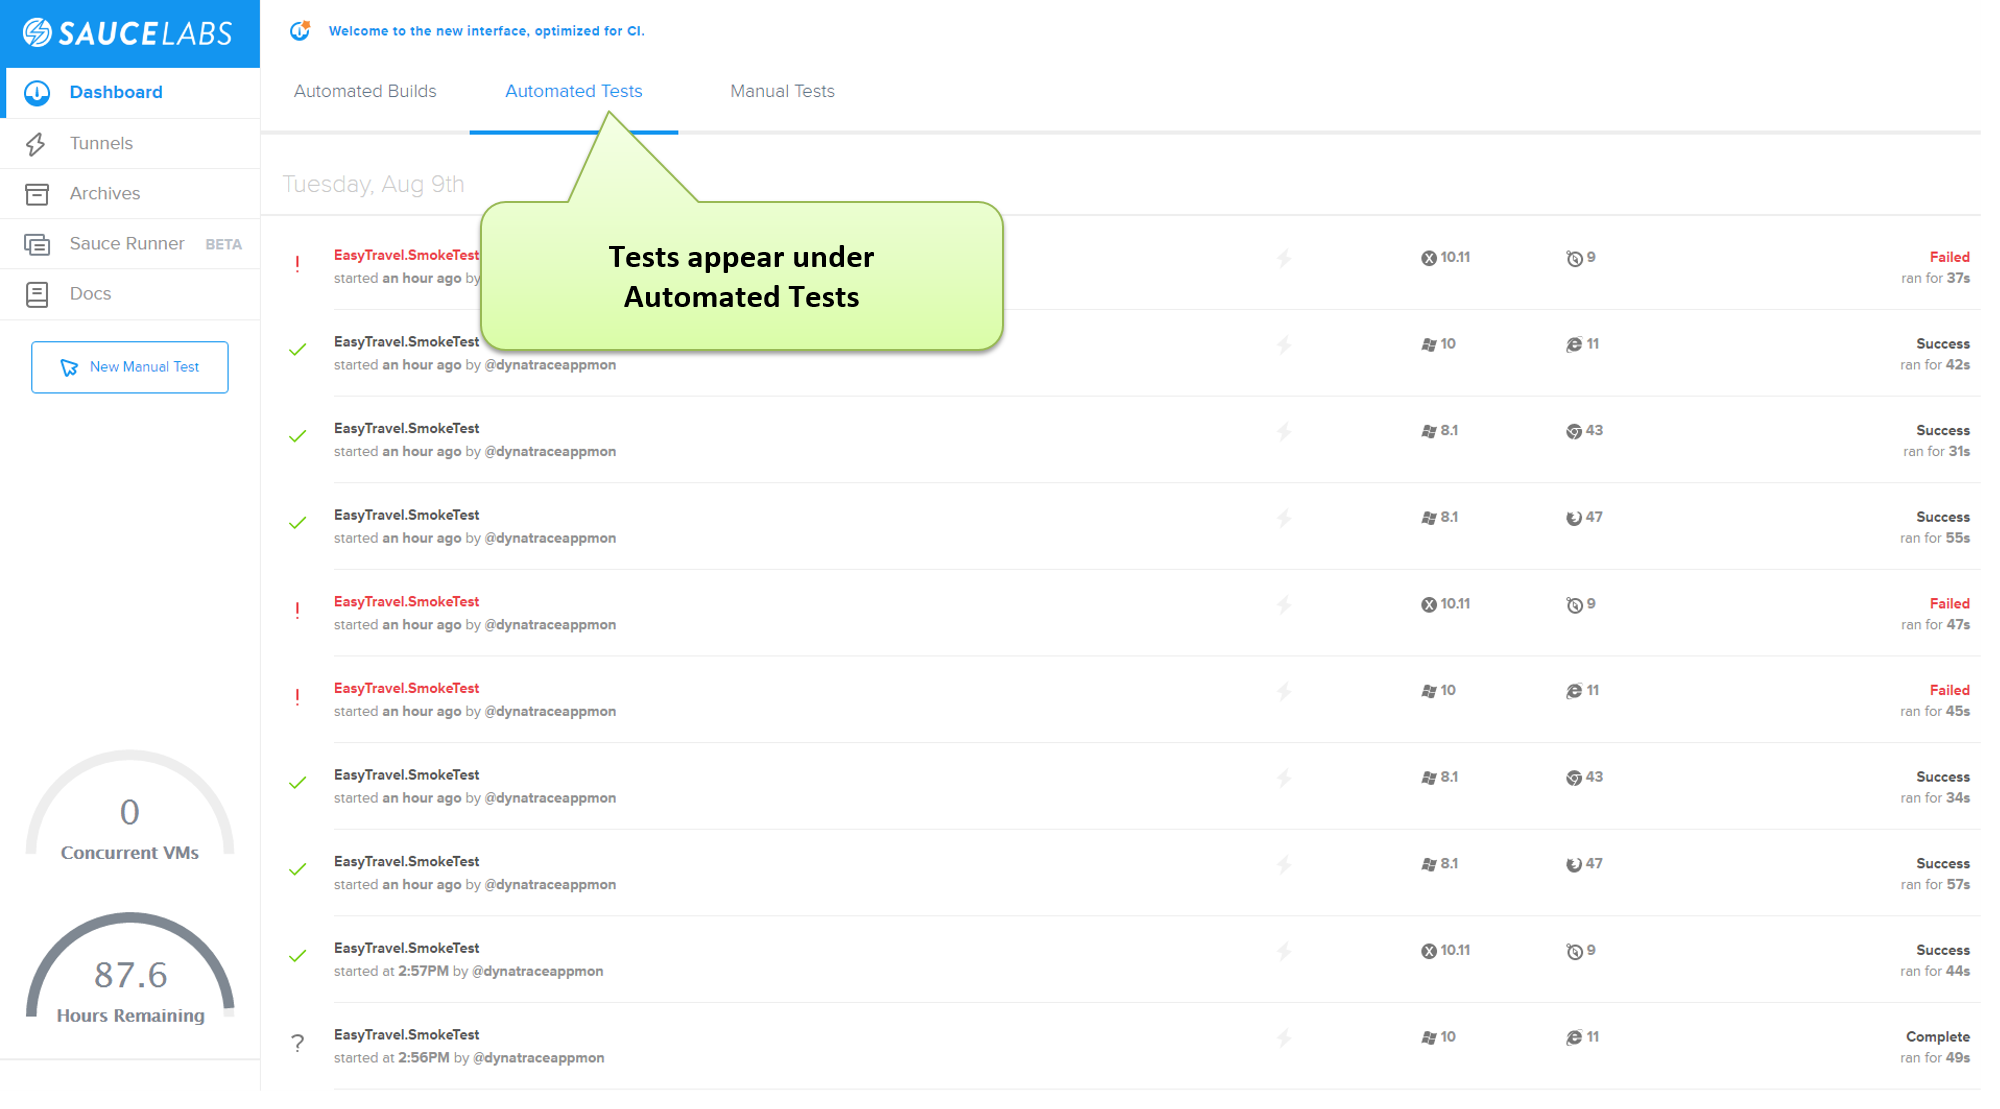 SAUCELABS
Welcome to the new interface, optimized for CI.
Dashboard
Tunnels
Archives
Sauce Runner BETA
Docs
New Manual Test
0
Concurrent VMs
87.6
Hours Remaining
Automated Builds Automated Tests Manual Tests
Tuesday, Aug 9th
Tests appear under
Automated Tests
EasyTravel.SmokeTest 10.11 9 Failed
started an hour ago by ran for 37s
EasyTravel.SmokeTest 10 11 Success
started an hour ago by @dynatraceappmon ran for 42s
EasyTravel.SmokeTest 8.1 43 Success
started an hour ago by @dynatraceappmon ran for 31s
EasyTravel.SmokeTest 8.1 47 Success
started an hour ago by @dynatraceappmon ran for 55s
EasyTravel.SmokeTest 10.11 9 Failed
started an hour ago by @dynatraceappmon ran for 47s
EasyTravel.SmokeTest 10 11 Failed
started an hour ago by @dynatraceappmon ran for 45s
EasyTravel.SmokeTest 8.1 43 Success
started an hour ago by @dynatraceappmon ran for 34s
EasyTravel.SmokeTest 8.1 47 Success
started an hour ago by @dynatraceappmon ran for 57s
EasyTravel.SmokeTest 10.11 9 Success
started at 2:57PM by @dynatraceappmon ran for 44s
EasyTravel.SmokeTest 10 11 Complete
started at 2:56PM by @dynatraceappmon ran for 49s